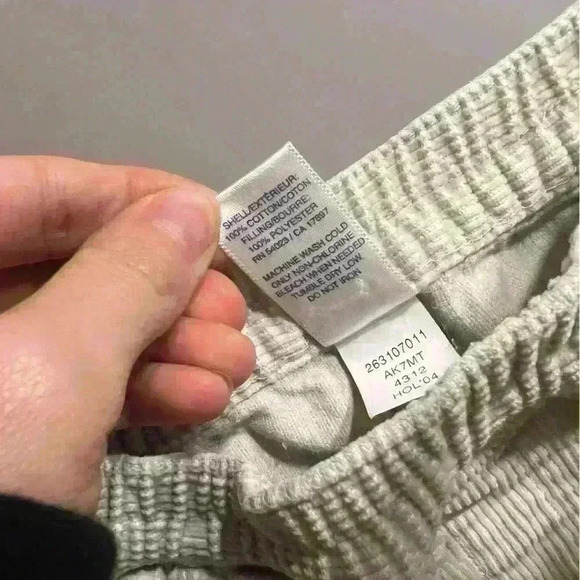 SHELL/EXTÉRIEUR:
100% COTTON/COTON
FILLING/BOURRE:
100% POLYESTER
RN 54023 / CA 17897
MACHINE WASH COLD
ONLY NON-CHLORINE
BLEACH WHEN NEEDED
TUMBLE DRY LOW
DO NOT IRON
263107011
AK7MT
4312
HOL'04